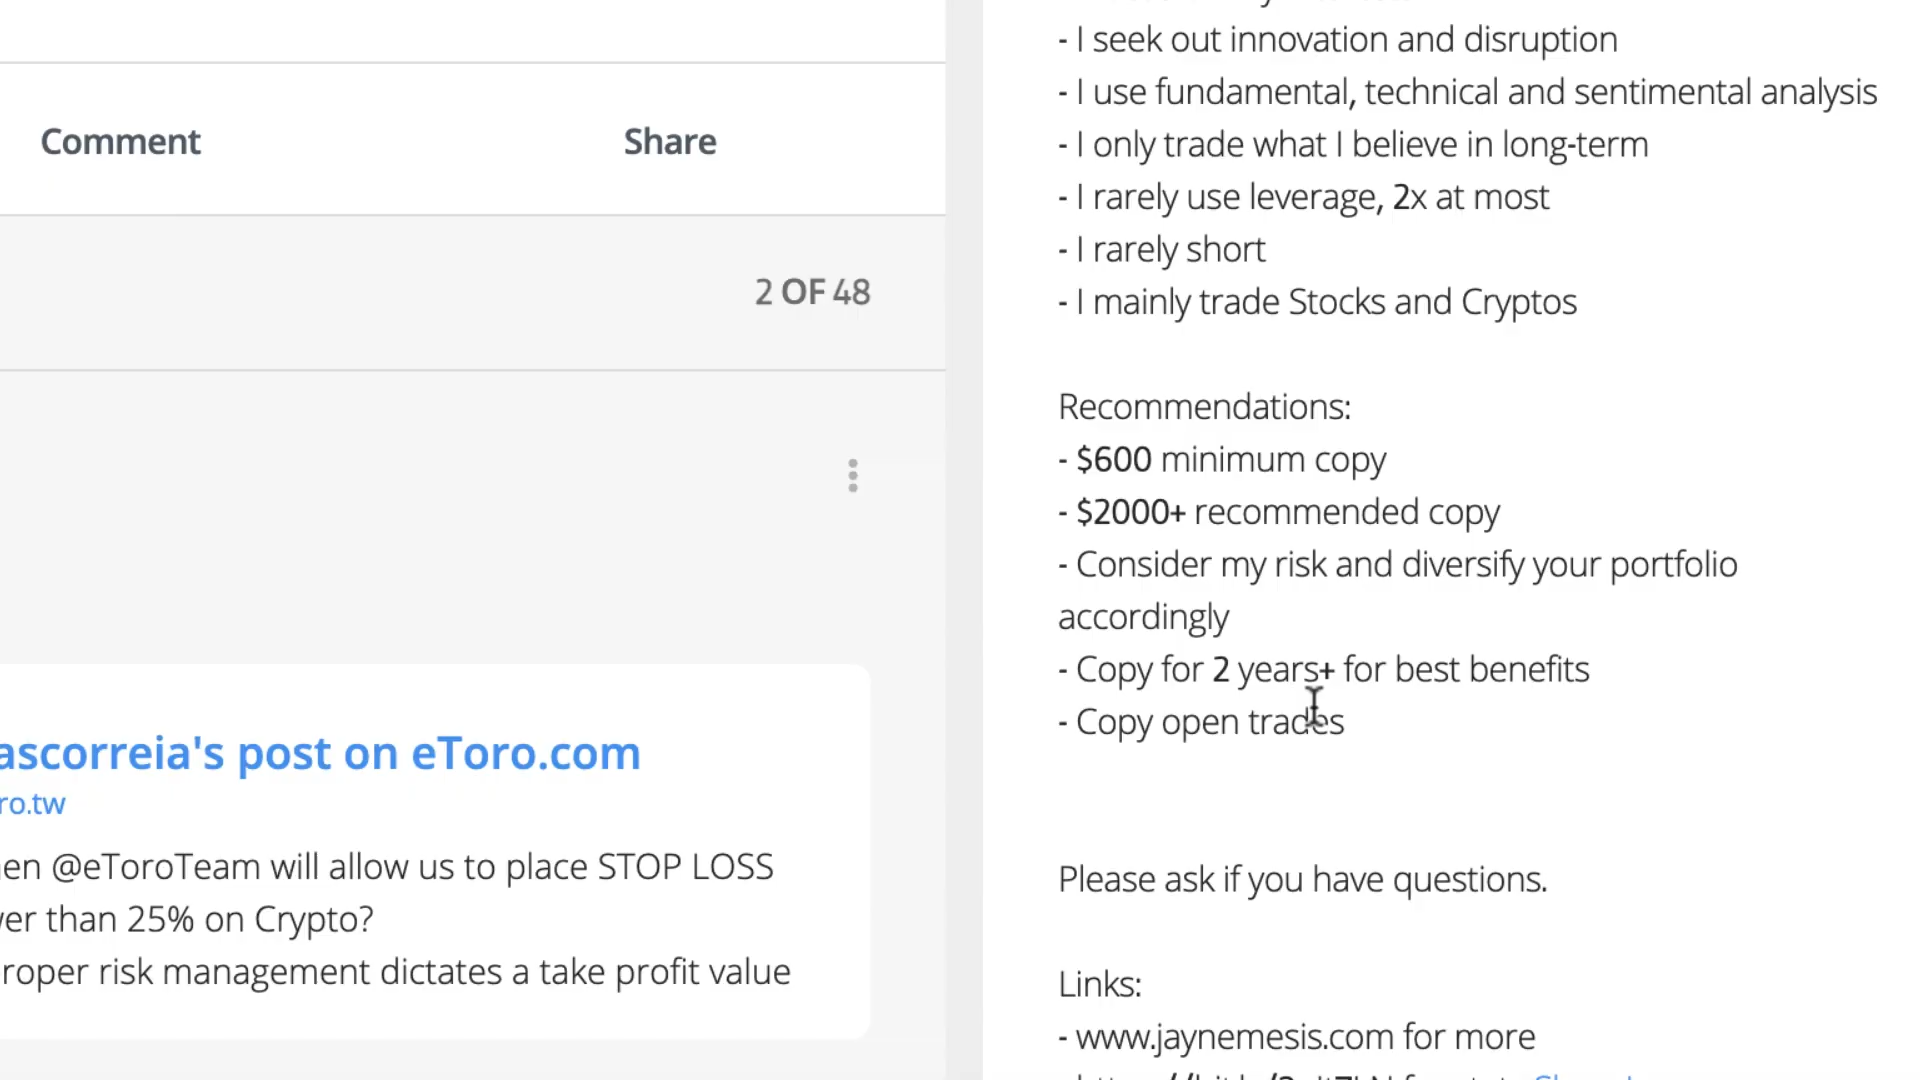 Comment
Share
2 OF 48
ascorreia's post on eToro.com
ro.tw
en @eToroTeam will allow us to place STOP LOSS
er than 25% on Crypto?
roper risk management dictates a take profit value
- I seek out innovation and disruption
- I use fundamental, technical and sentimental analysis
- I only trade what I believe in long-term
- I rarely use leverage, 2x at most
- I rarely short
- I mainly trade Stocks and Cryptos
Recommendations:
- $600 minimum copy
- $2000+ recommended copy
- Consider my risk and diversify your portfolio
accordingly
- Copy for 2 years+ for best benefits
- Copy open trades
Please ask if you have questions.
Links:
- www.jaynemesis.com for more